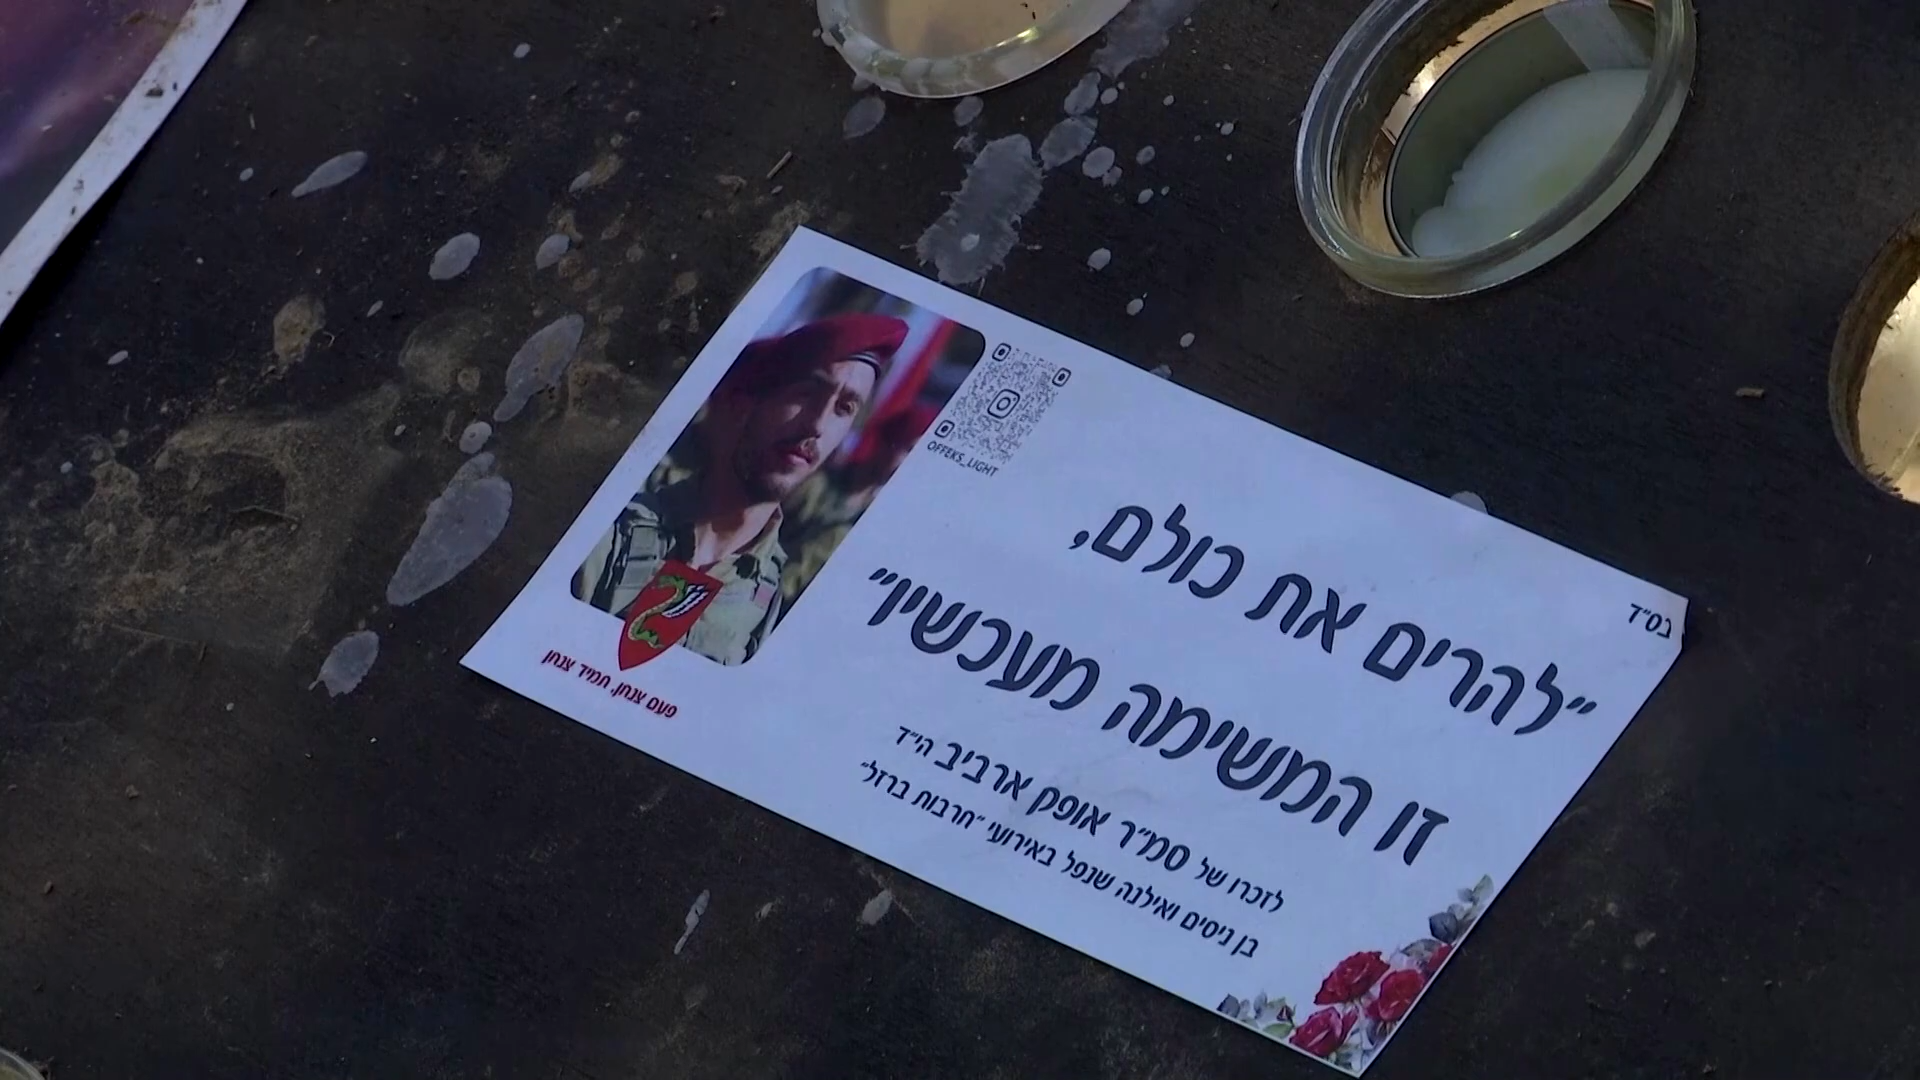 בס״ד
״להרים את כולם,
זו המשימה מעכשיו״
לזכרו של סמ״ר אופק ארביב הי״ד
בן ניסים ואילנה שנפל באירועי ״חרבות ברזל״
OFFEKS_LIGHT
פעם צנחן, תמיד צנחן